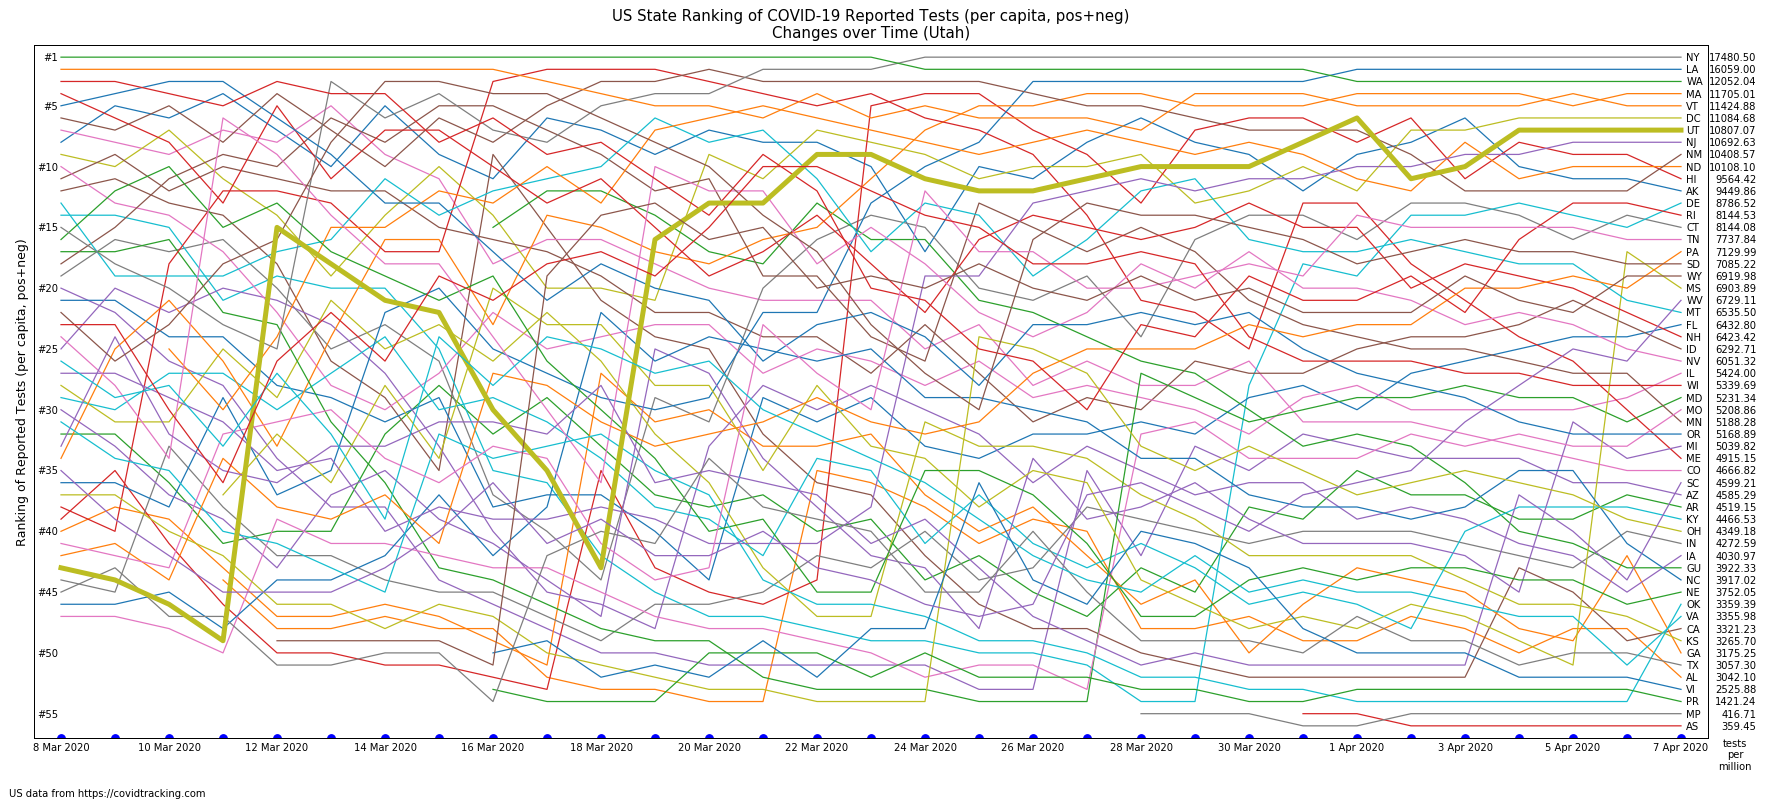 US State Ranking of COVID-19 Reported Tests (per capita, pos+neg)
Changes over Time (Utah)
Ranking of Reported Tests (per capita, pos+neg)
#1
#5
#10
#15
#20
#25
#30
#35
#40
#45
#50
#55
NY 17480.50
LA 16059.00
WA 12052.04
MA 11705.01
VT 11424.88
DC 11084.68
UT 10807.07
NJ 10692.63
NM 10408.57
ND 10108.10
HI 9564.42
AK 9449.86
DE 8786.52
RI 8144.53
CT 8144.08
TN 7737.84
PA 7129.99
SD 7085.22
WY 6919.98
MS 6903.89
WV 6729.11
MT 6535.50
FL 6432.80
NH 6423.42
ID 6292.71
NV 6051.32
IL 5424.00
WI 5339.69
MD 5231.34
MO 5208.86
MN 5188.28
OR 5168.89
MI 5039.82
ME 4915.15
CO 4666.82
SC 4599.21
AZ 4585.29
AR 4519.15
KY 4466.53
OH 4349.18
IN 4272.59
IA 4030.97
GU 3922.33
NC 3917.02
NE 3752.05
OK 3359.39
VA 3355.98
CA 3321.23
KS 3265.70
GA 3175.25
TX 3057.30
AL 3042.10
VI 2525.88
PR 1421.24
MP 416.71
AS 359.45
8 Mar 2020 10 Mar 2020 12 Mar 2020 14 Mar 2020 16 Mar 2020 18 Mar 2020 20 Mar 2020 22 Mar 2020 24 Mar 2020 26 Mar 2020 28 Mar 2020 30 Mar 2020 1 Apr 2020 3 Apr 2020 5 Apr 2020 7 Apr 2020
tests
per
million
US data from https://covidtracking.com